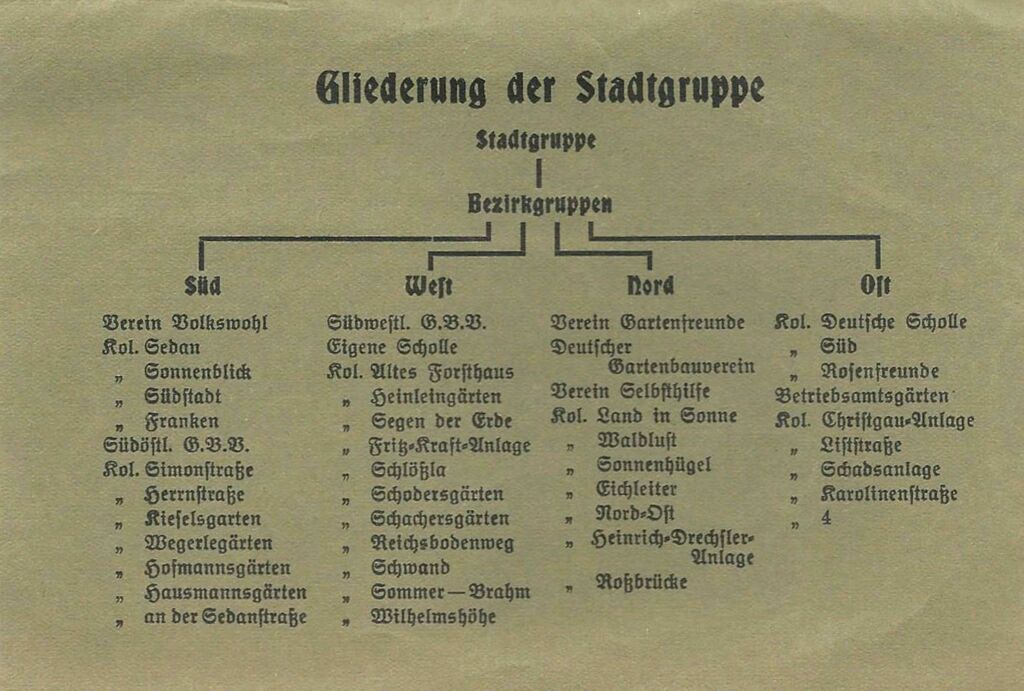 Gliederung der Stadtgruppe
Stadtgruppe
Bezirkgruppen
Süd
Verein Volkswohl
Kol. Sedan
„ Sonnenblick
„ Südstadt
„ Franken
Südöstl. G.B.V.
Kol. Simonstraße
„ Herrnstraße
„ Kieselsgarten
„ Wegerlegärten
„ Hofmannsgärten
„ Hausmannsgärten
„ an der Sedanstraße
West
Südwestl. G.B.V.
Eigene Scholle
Kol. Altes Forsthaus
„ Heinleingärten
„ Segen der Erde
„ Fritz-Kraft-Anlage
„ Schlößla
„ Schodersgärten
„ Schachersgärten
„ Reichsbodenweg
„ Schwand
„ Sommer — Brahm
„ Wilhelmshöhe
Nord
Verein Gartenfreunde
Deutscher
Gartenbauverein
Verein Selbsthilfe
Kol. Land in Sonne
„ Waldlust
„ Sonnenhügel
„ Eichleiter
„ Nord-Ost
„ Heinrich-Drechsler-
Anlage
„ Roßbrücke
Ost
Kol. Deutsche Scholle
„ Süd
„ Rosenfreunde
Betriebsamtsgärten
Kol. Christgau-Anlage
„ Liststraße
„ Schadsanlage
„ Karolinenstraße
„ 4